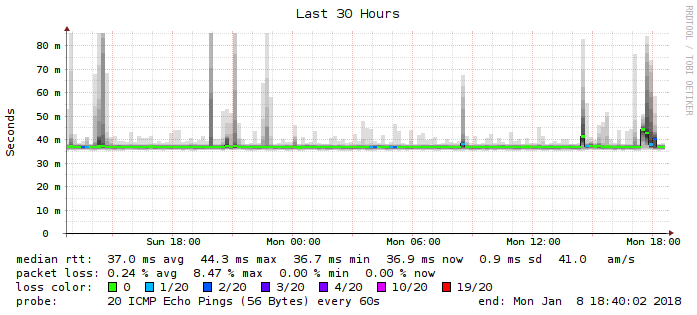 Last 30 Hours
RRDTOOL / TOBI OETIKER
Seconds
80 m
70 m
60 m
50 m
40 m
30 m
20 m
10 m
0
Sun 18:00 Mon 00:00 Mon 06:00 Mon 12:00 Mon 18:00
median rtt: 37.0 ms avg 44.3 ms max 36.7 ms min 36.9 ms now 0.9 ms sd 41.0 am/s
packet loss: 0.24 % avg 8.47 % max 0.00 % min 0.00 % now
loss color: 0 1/20 2/20 3/20 4/20 10/20 19/20
probe: 20 ICMP Echo Pings (56 Bytes) every 60s end: Mon Jan 8 18:40:02 2018